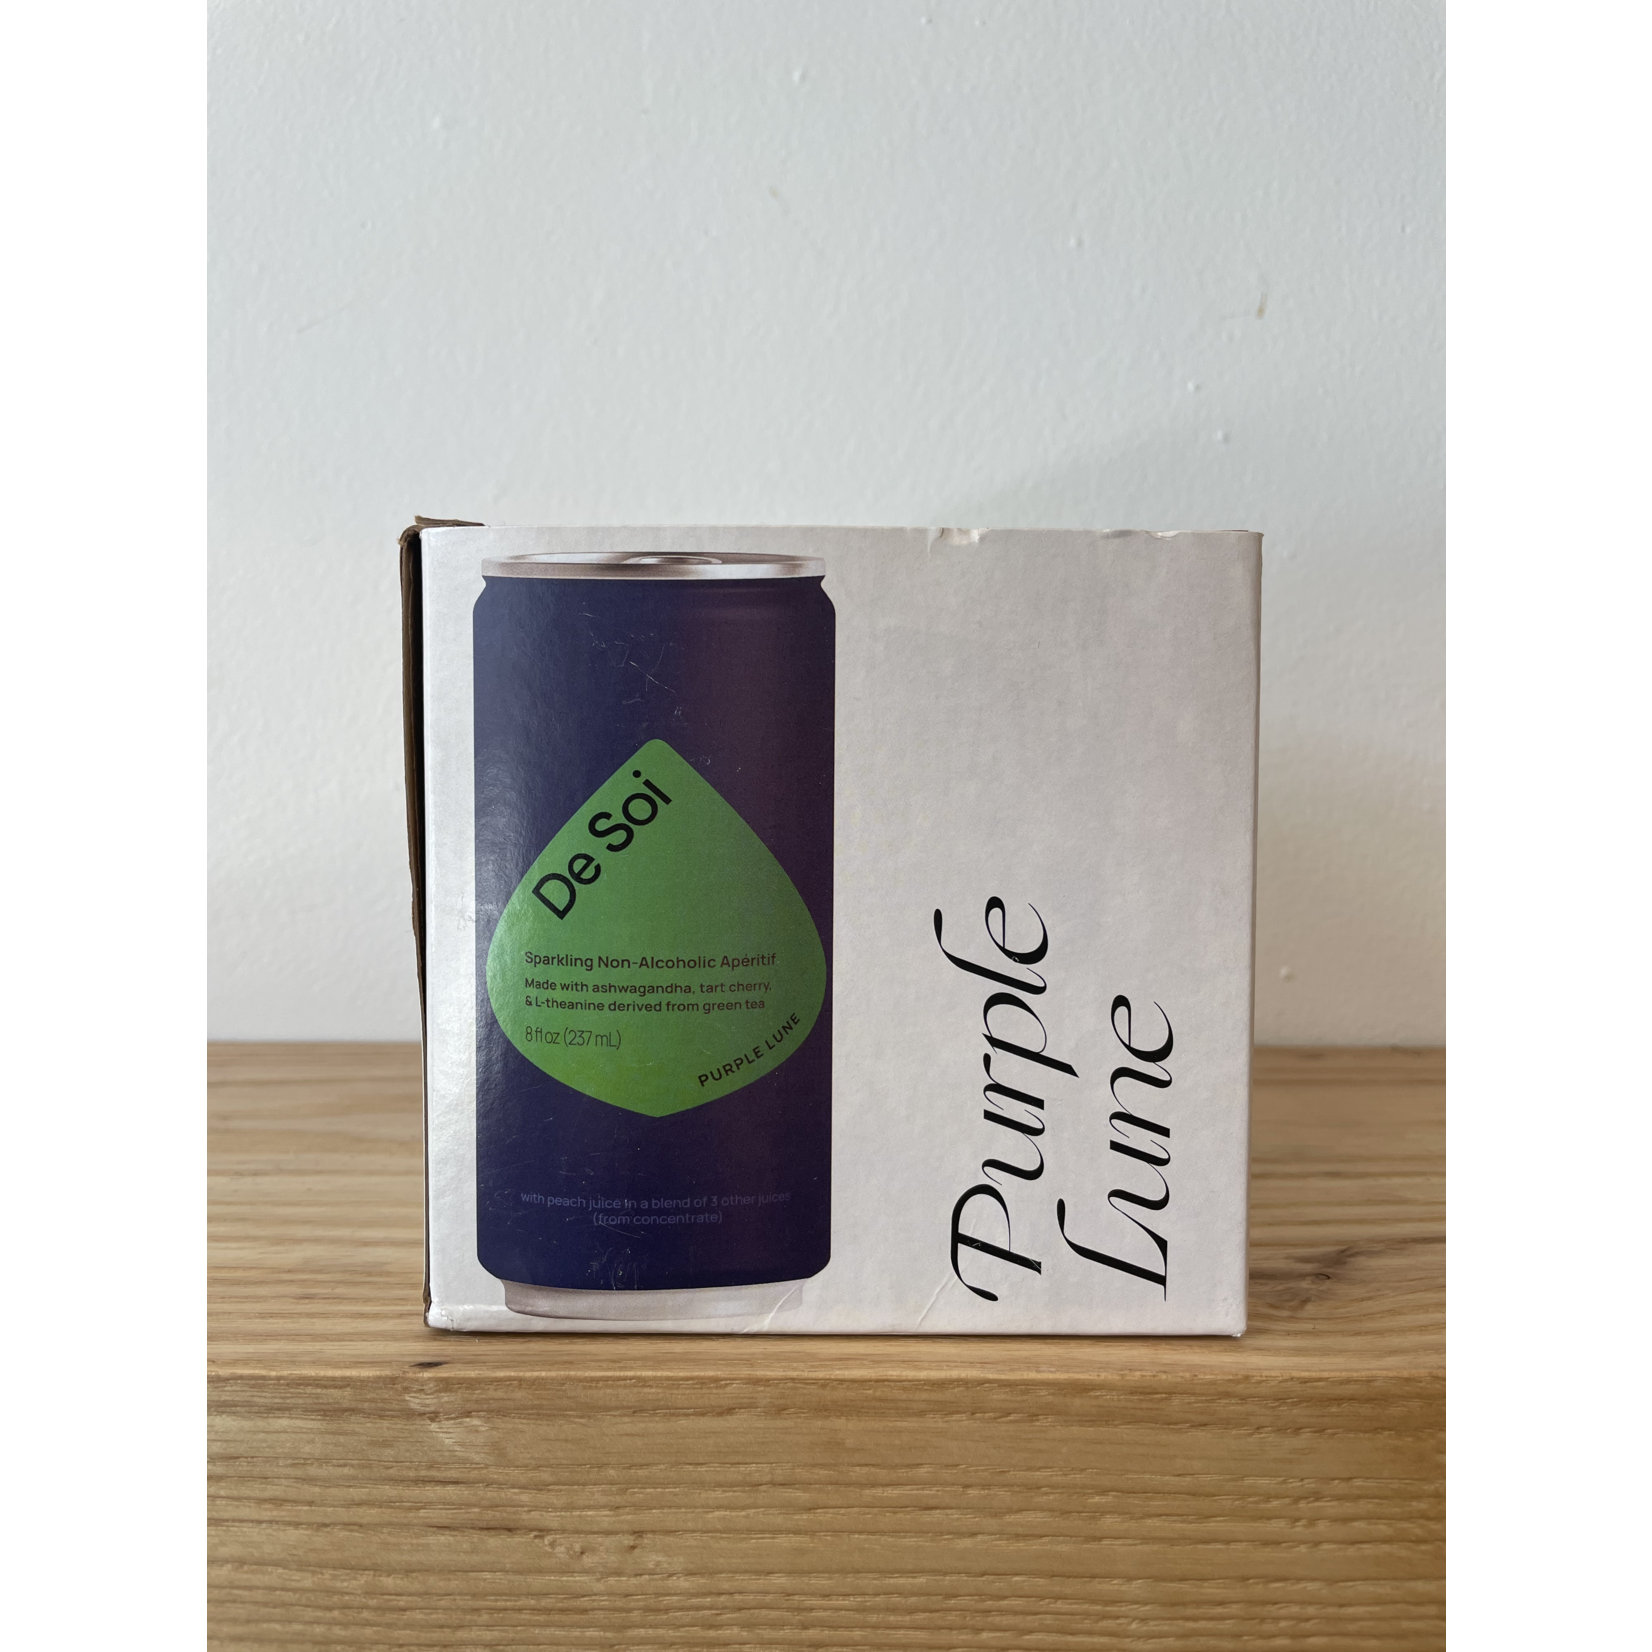 De Soi
Sparkling Non-Alcoholic Apéritif
Made with ashwagandha, tart cherry,
& L-theanine derived from green tea
8 fl oz (237 mL)
PURPLE LUNE
with peach juice in a blend of 3 other juices
(from concentrate)
Purple
Lune